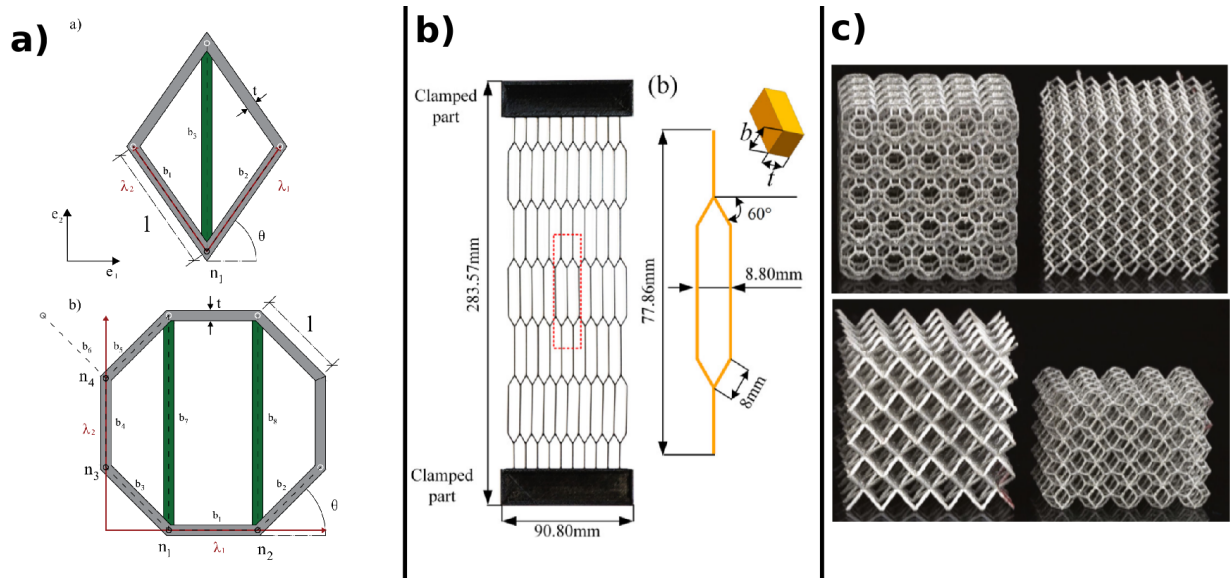 a)
a)
t
b₃
b₁
b₂
λ₂
λ₁
l
θ
e₂
e₁
n₁
b)
t
l
Q
b₆
b₅
n₄
b₄
b₇
b₈
λ₂
n₃
b₃
b₂
b₁
θ
n₁
λ₁
n₂
b)
Clamped
part
(b)
b
t
60°
283.57mm
77.86mm
8.80mm
8mm
Clamped
part
90.80mm
c)